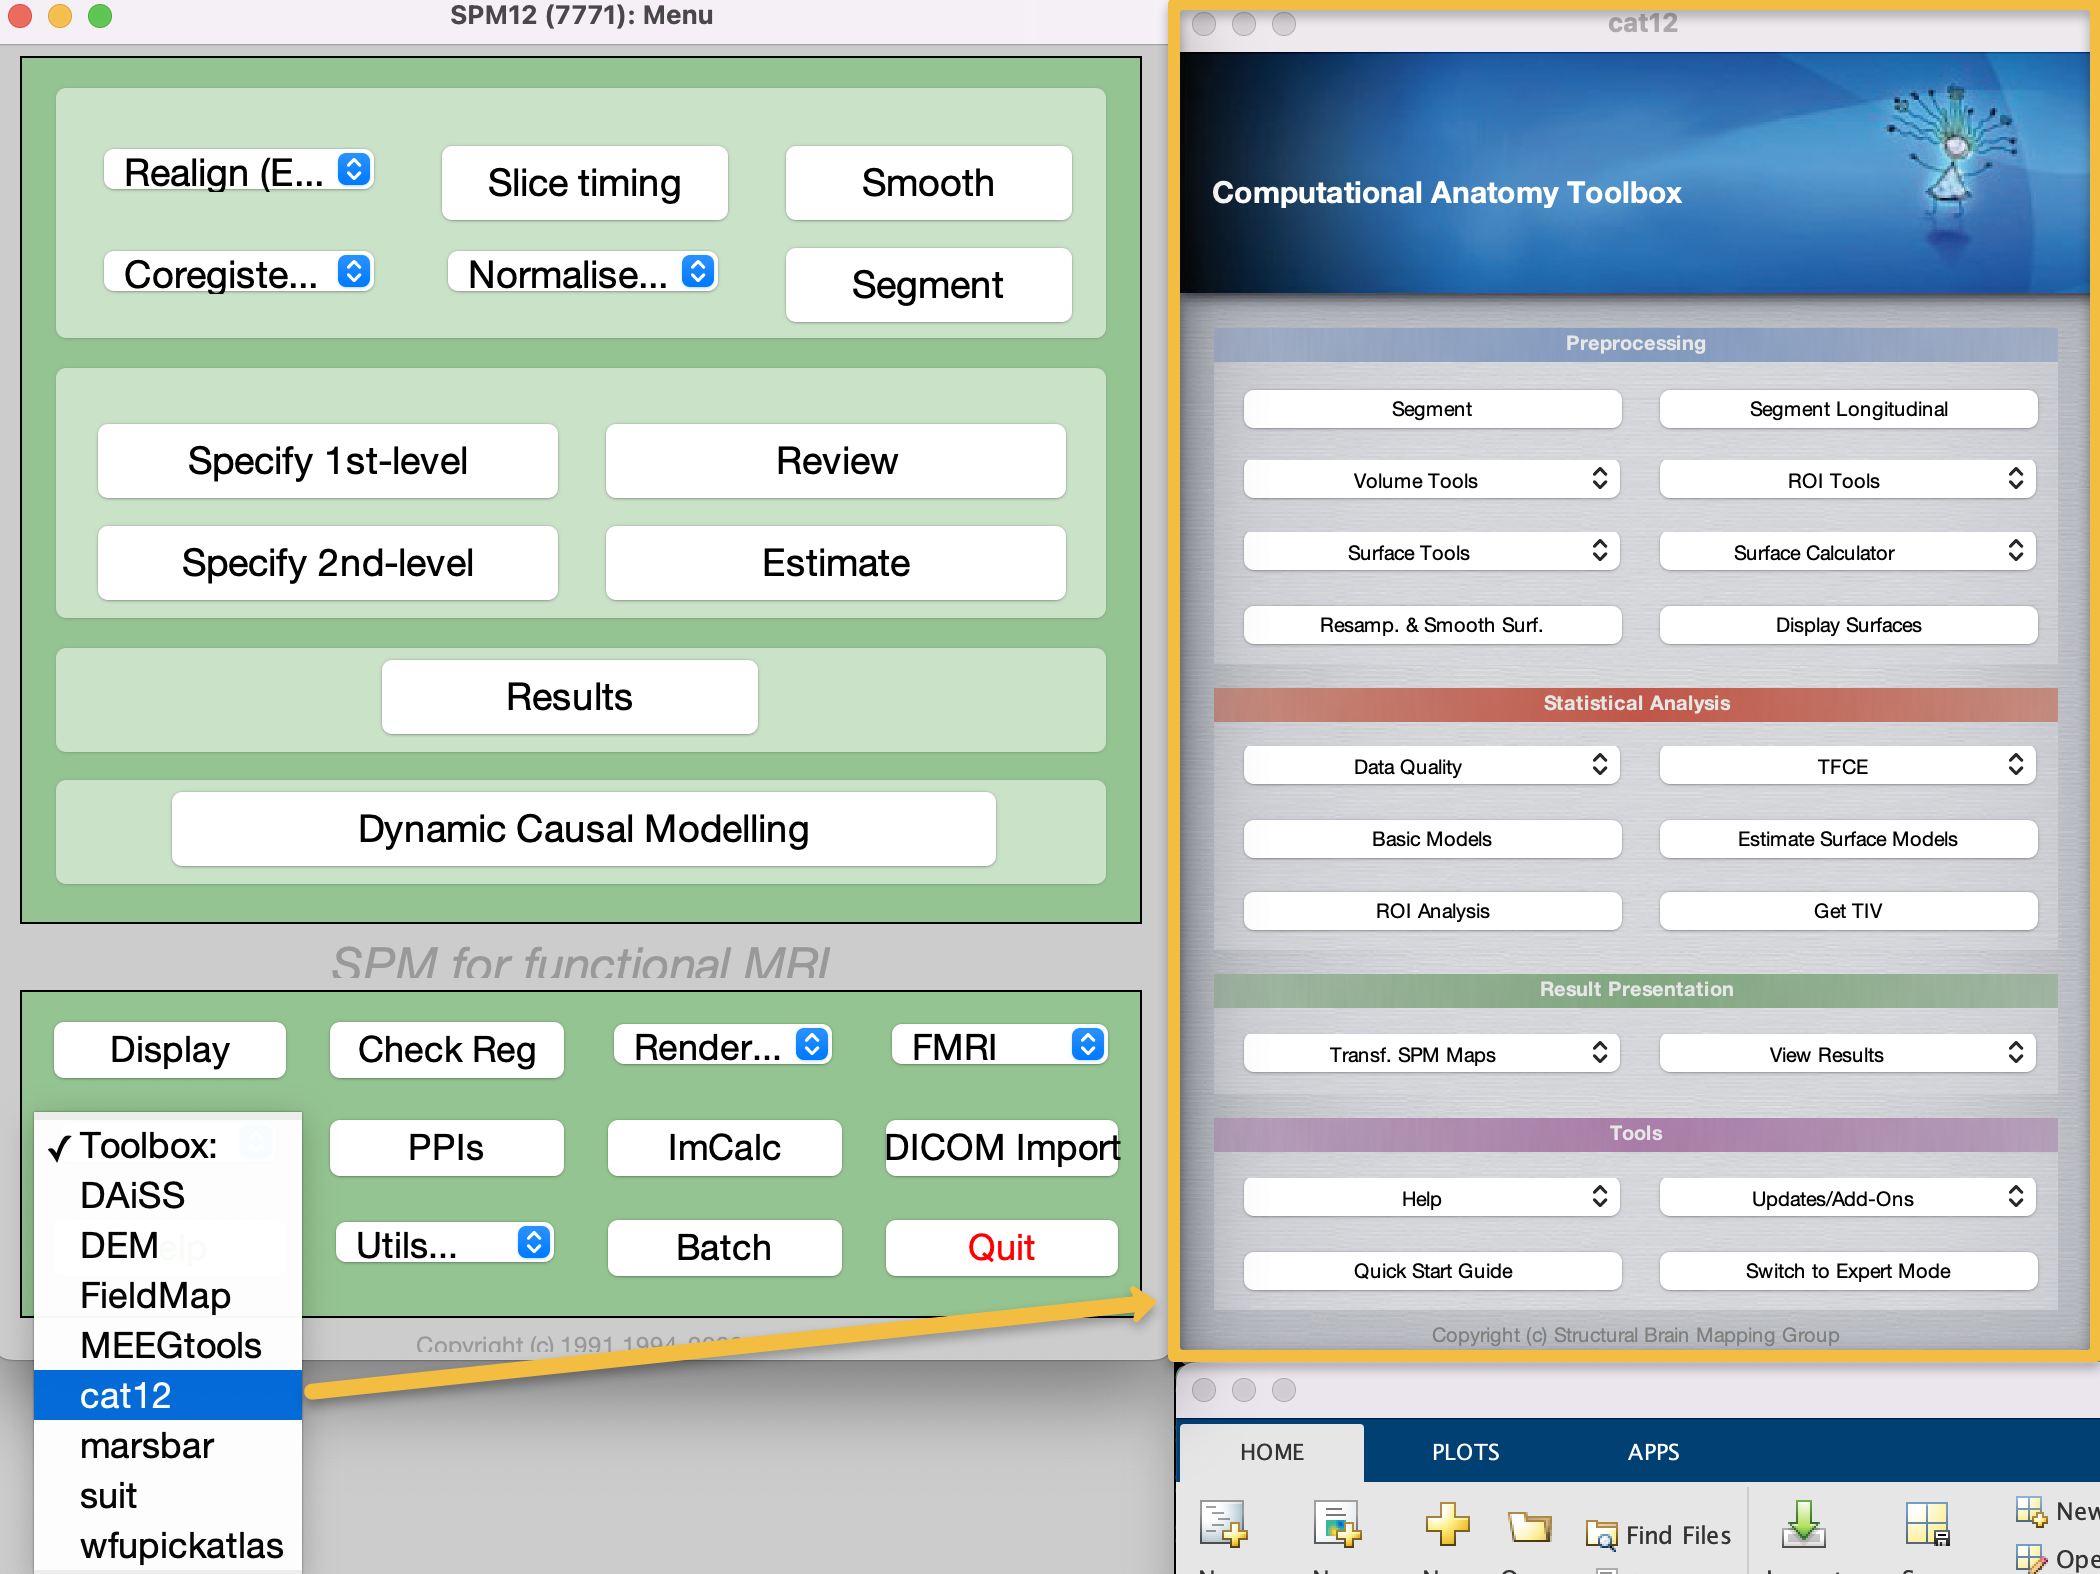 SPM12 (7771): Menu
Realign (E...
Slice timing
Smooth
Coregiste...
Normalise...
Segment
Specify 1st-level
Review
Specify 2nd-level
Estimate
Results
Dynamic Causal Modelling
SPM for functional MRI
Display
Check Reg
Render...
FMRI
Toolbox:
PPIs
ImCalc
DICOM Import
DAiSS
DEM
Utils...
Batch
Quit
FieldMap
MEEGtools
cat12
marsbar
suit
wfupickatlas
Copyright (c) 1991,1994-
cat12
Computational Anatomy Toolbox
Preprocessing
Segment
Segment Longitudinal
Volume Tools
ROI Tools
Surface Tools
Surface Calculator
Resamp. & Smooth Surf.
Display Surfaces
Statistical Analysis
Data Quality
TFCE
Basic Models
Estimate Surface Models
ROI Analysis
Get TIV
Result Presentation
Transf. SPM Maps
View Results
Tools
Help
Updates/Add-Ons
Quick Start Guide
Switch to Expert Mode
Copyright (c) Structural Brain Mapping Group
HOME
PLOTS
APPS
Find Files
New
Ope